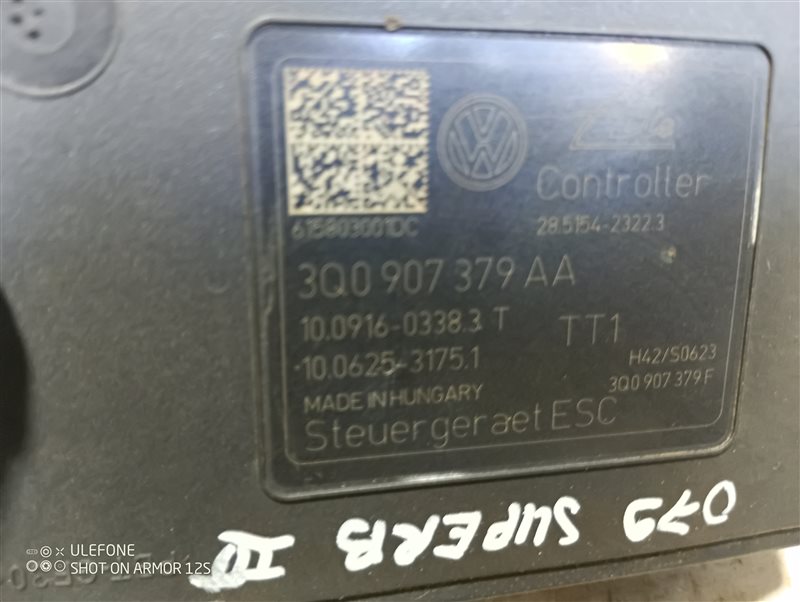 Controller
28.5154-2322.3
615803001DC
3Q0 907 379 AA
10.0916-0338.3 T
TT1
10.0625-3175.1
H42/S0623
3Q0 907 379 F
MADE IN HUNGARY
Steuergeraet ESC
079 SUPERB III
ULEFONE
SHOT ON ARMOR 12S